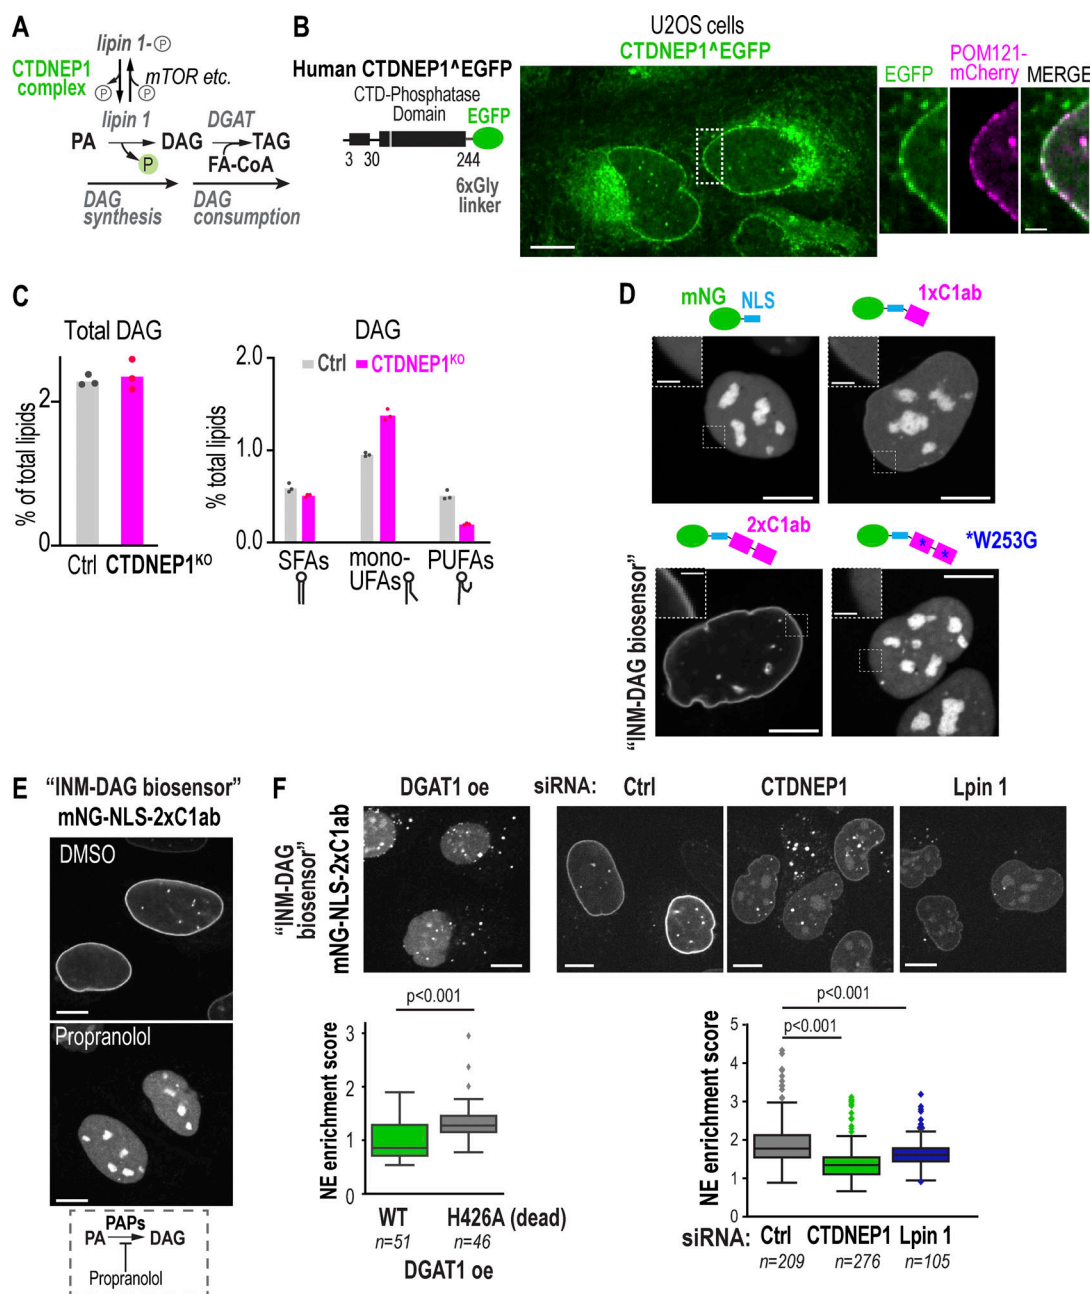 A
lipin 1-P
CTDNEP1
complex
P
P
mTOR etc.
lipin 1
DGAT
PA
DAG
TAG
P
FA-CoA
DAG
synthesis
DAG
consumption
B
Human CTDNEP1^EGFP
CTD-Phosphatase
Domain
EGFP
3 30 244
6xGly
linker
U2OS cells
CTDNEP1^EGFP
EGFP
POM121-
mCherry
MERGE
C
Total DAG
% of total lipids
2
0
Ctrl CTDNEP1KO
DAG
Ctrl CTDNEP1KO
% total lipids
2.0
1.0
0.0
SFAs
mono-
UFAs
PUFAs
D
mNG
NLS
1xC1ab
2xC1ab
*W253G
* *
“INM-DAG biosensor”
E
“INM-DAG biosensor”
mNG-NLS-2xC1ab
DMSO
Propranolol
PAPs
PA DAG
Propranolol
F
“INM-DAG
biosensor”
mNG-NLS-2xC1ab
DGAT1 oe
siRNA: Ctrl CTDNEP1 Lpin 1
p<0.001
NE enrichment score
3
2
1
0
WT H426A (dead)
n=51 n=46
DGAT1 oe
p<0.001
p<0.001
NE enrichment score
5
4
3
2
1
0
siRNA: Ctrl CTDNEP1 Lpin 1
n=209 n=276 n=105